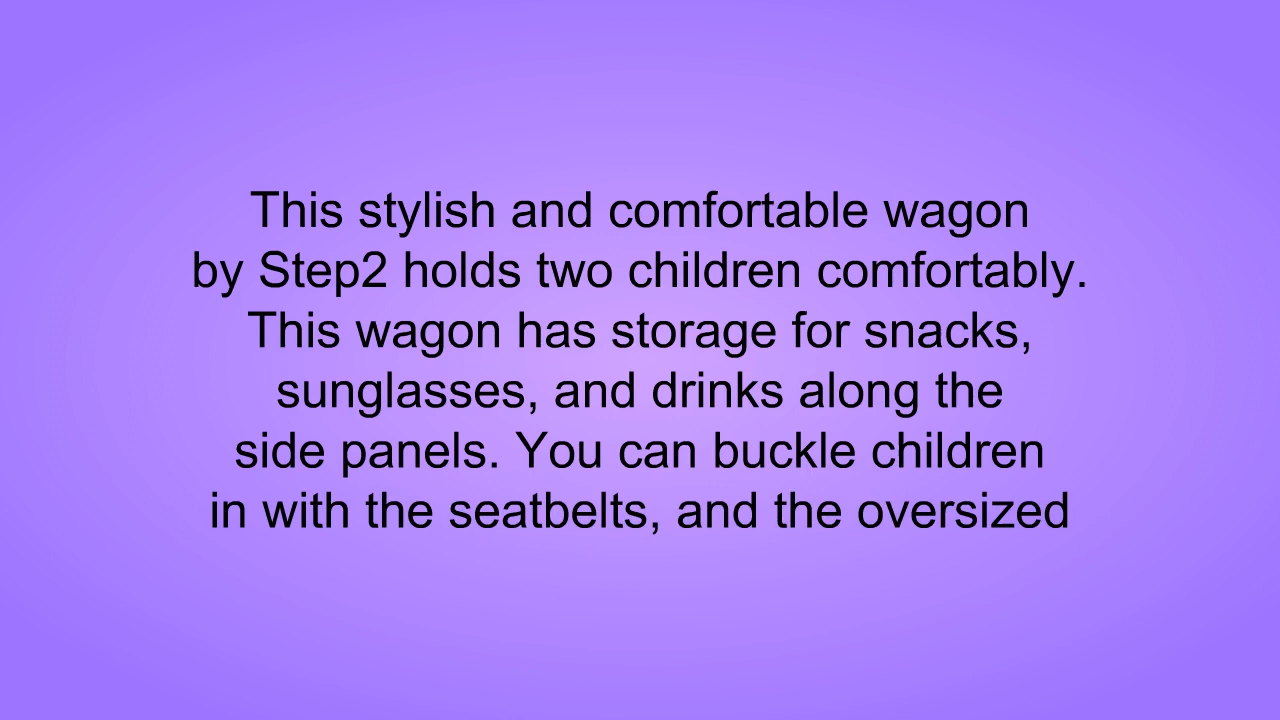 This stylish and comfortable wagon
by Step2 holds two children comfortably.
This wagon has storage for snacks,
sunglasses, and drinks along the
side panels. You can buckle children
in with the seatbelts, and the oversized